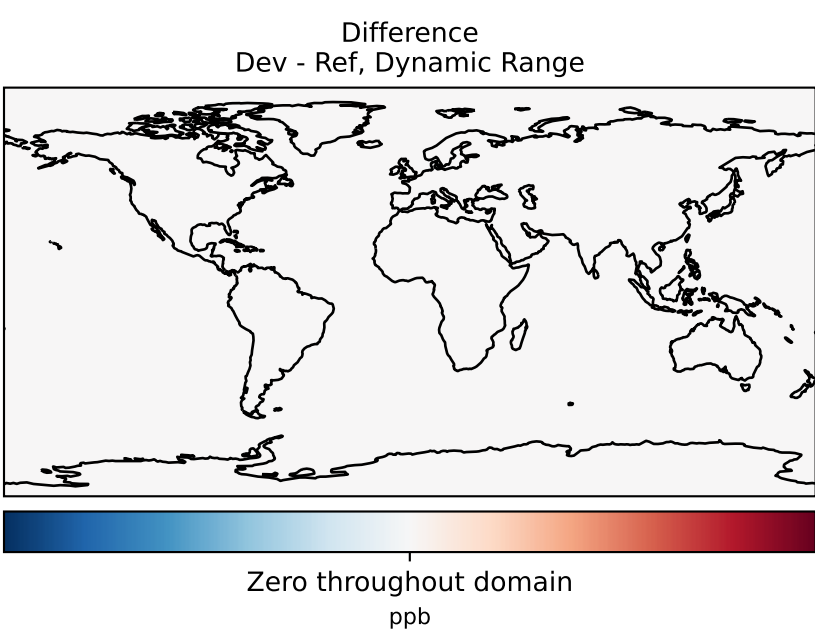 Difference
Dev - Ref, Dynamic Range
Zero throughout domain
ppb